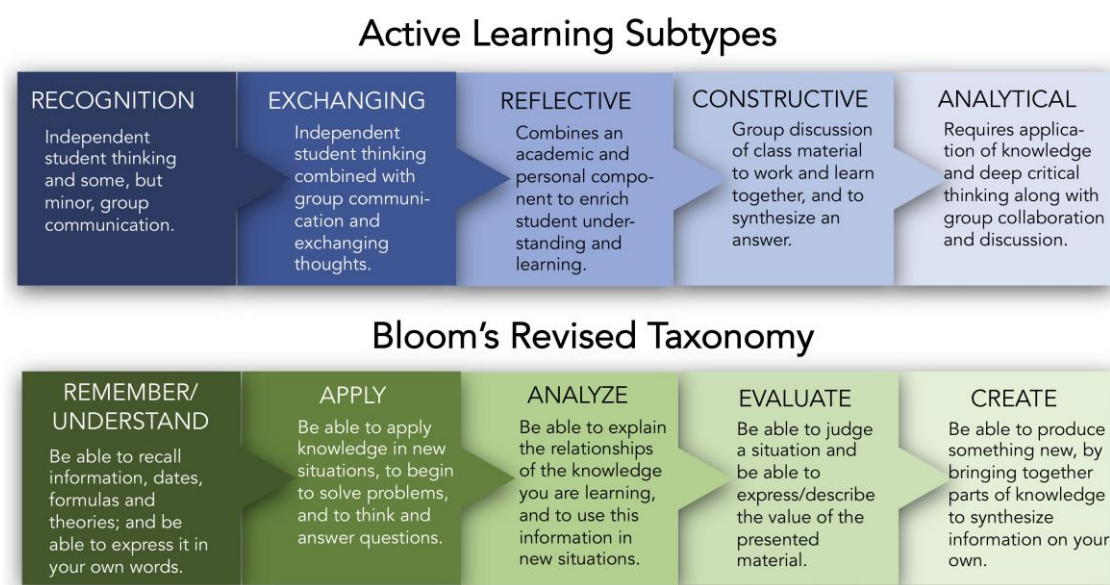 Active Learning Subtypes
RECOGNITION
Independent
student thinking
and some, but
minor, group
communication.
EXCHANGING
Independent
student thinking
combined with
group communi-
cation and
exchanging
thoughts.
REFLECTIVE
Combines an
academic and
personal compo-
nent to enrich
student under-
standing and
learning.
CONSTRUCTIVE
Group discussion
of class material
to work and learn
together, and to
synthesize an
answer.
ANALYTICAL
Requires applica-
tion of knowledge
and deep critical
thinking along with
group collaboration
and discussion.
Bloom's Revised Taxonomy
REMEMBER/
UNDERSTAND
Be able to recall
information, dates,
formulas and
theories; and be
able to express it in
your own words.
APPLY
Be able to apply
knowledge in new
situations, to begin
to solve problems,
and to think and
answer questions.
ANALYZE
Be able to explain
the relationships
of the knowledge
you are learning,
and to use this
information in
new situations.
EVALUATE
Be able to judge
a situation and
be able to
express/describe
the value of the
presented
material.
CREATE
Be able to produce
something new, by
bringing together
parts of knowledge
to synthesize
information on your
own.